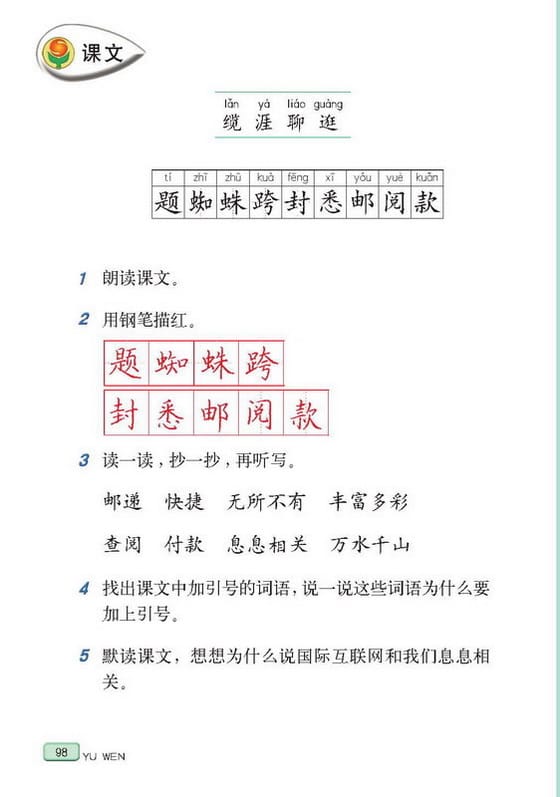 课文
lǎn yá liáo guàng
缆 涯 聊 逛
tí zhī zhū kuà fēng xī yóu yuè kuǎn
题 蜘 蛛 跨 封 悉 邮 阅 款
1 朗读课文。
2 用钢笔描红。
题 蜘 蛛 跨
封 悉 邮 阅 款
3 读一读，抄一抄，再听写。
邮递 快捷 无所不有 丰富多彩
查阅 付款 息息相关 万水千山
4 找出课文中加引号的词语，说一说这些词语为什么要
加上引号。
5 默读课文，想想为什么说国际互联网和我们息息相
关。
98 YU WEN